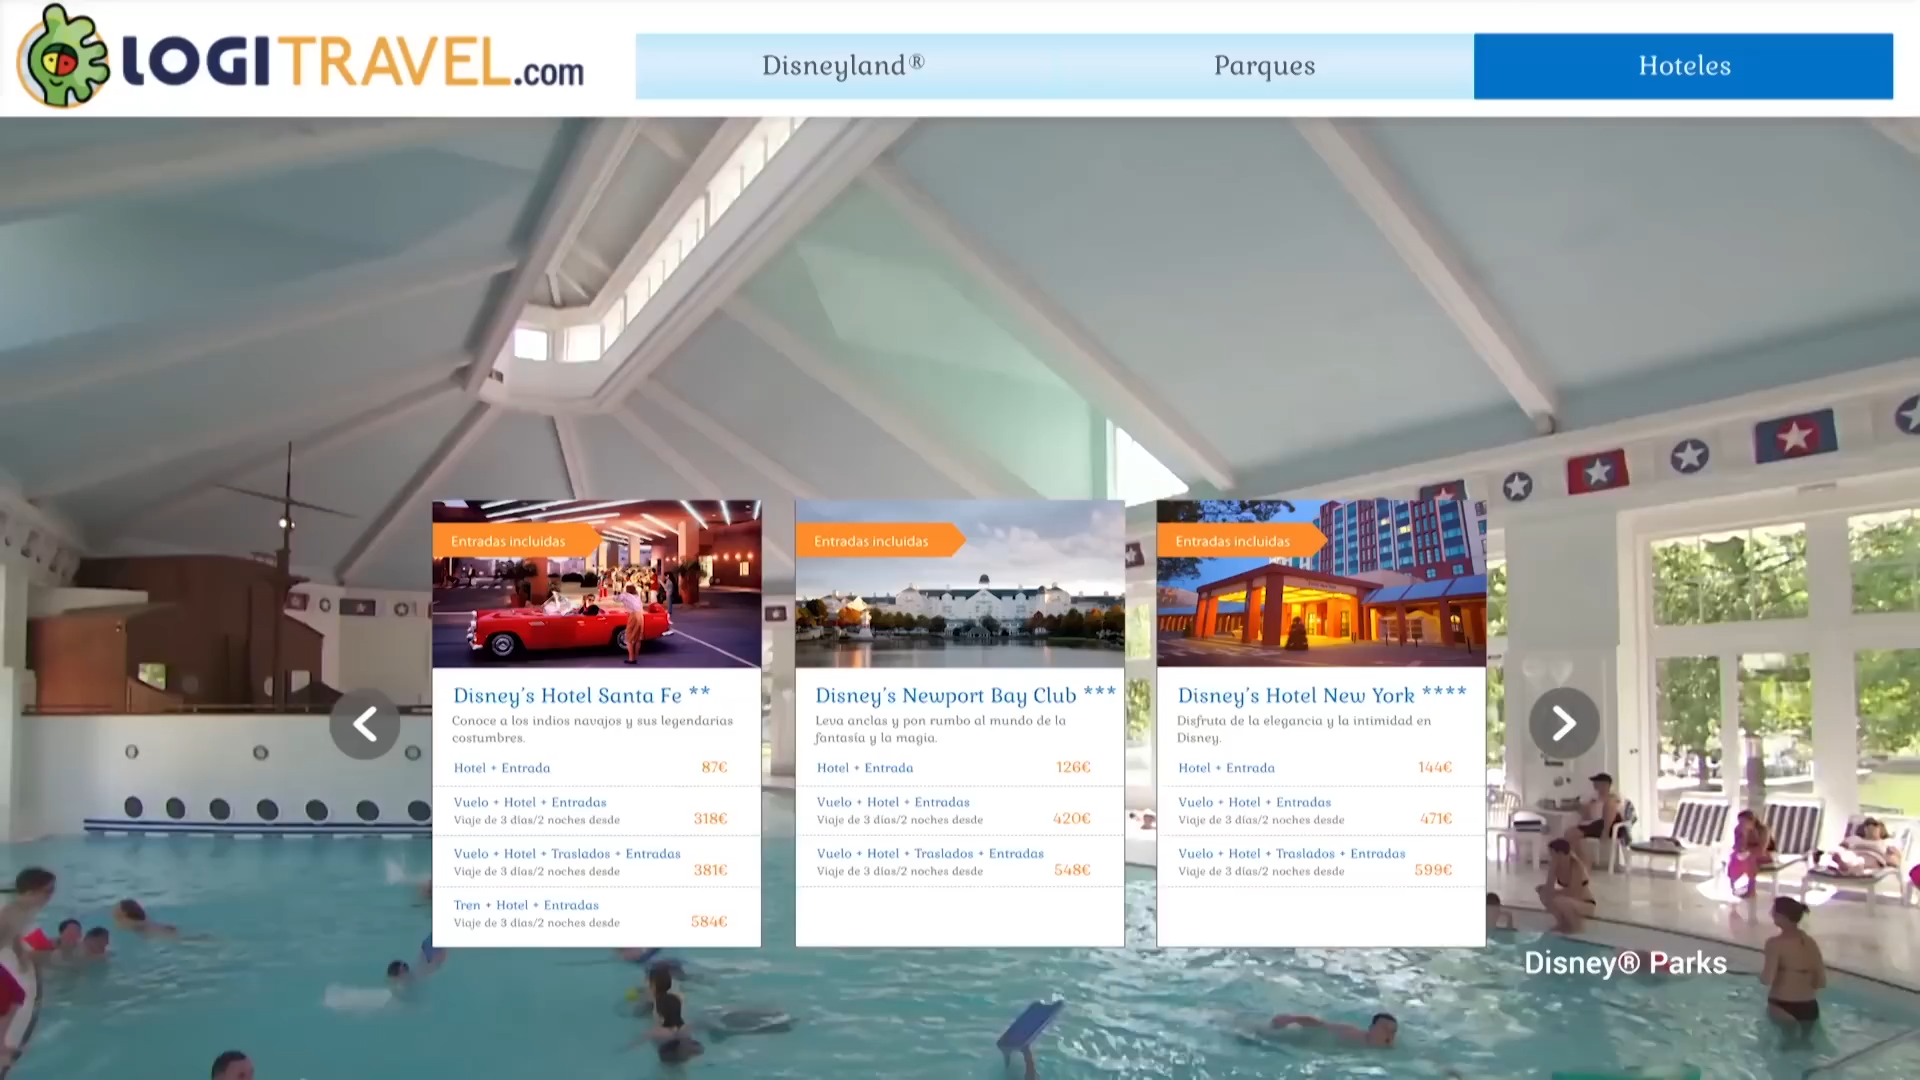 LOGITRAVEL.com
Disneyland®
Parques
Hoteles
Entradas incluidas
Disney's Hotel Santa Fe **
Conoce a los indios navajos y sus legendarias
costumbres.
Hotel + Entrada 87€
Vuelo + Hotel + Entradas
Viaje de 3 días/2 noches desde 318€
Vuelo + Hotel + Traslados + Entradas
Viaje de 3 días/2 noches desde 381€
Tren + Hotel + Entradas
Viaje de 3 días/2 noches desde 584€
Entradas incluidas
Disney's Newport Bay Club ***
Leva anclas y pon rumbo al mundo de la
fantasía y la magia.
Hotel + Entrada 126€
Vuelo + Hotel + Entradas
Viaje de 3 días/2 noches desde 420€
Vuelo + Hotel + Traslados + Entradas
Viaje de 3 días/2 noches desde 548€
Entradas incluidas
Disney's Hotel New York ****
Disfruta de la elegancia y la intimidad en
Disney.
Hotel + Entrada 144€
Vuelo + Hotel + Entradas
Viaje de 3 días/2 noches desde 471€
Vuelo + Hotel + Traslados + Entradas
Viaje de 3 días/2 noches desde 599€
Disney® Parks